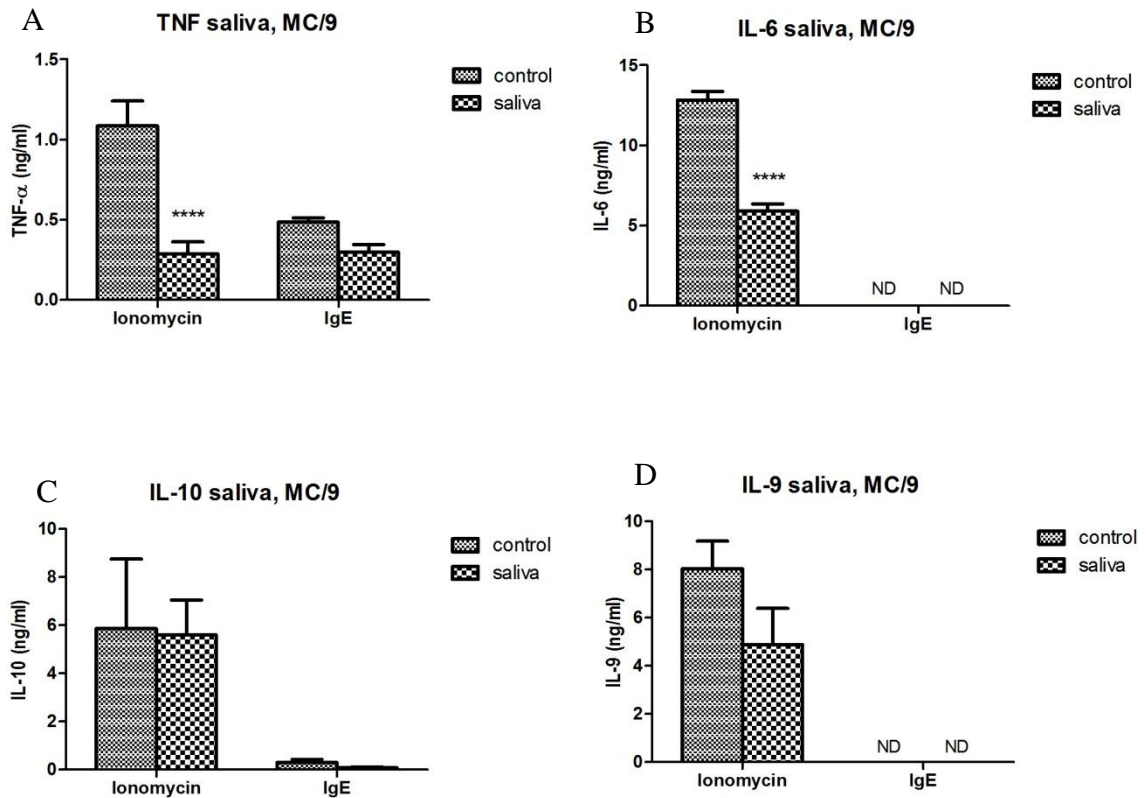 A
TNF saliva, MC/9
1.5
1.0
0.5
0.0
TNF-α (ng/ml)
****
Ionomycin
IgE
control
saliva
B
IL-6 saliva, MC/9
15
10
5
0
IL-6 (ng/ml)
****
ND ND
Ionomycin
IgE
control
saliva
C
IL-10 saliva, MC/9
10
8
6
4
2
0
IL-10 (ng/ml)
Ionomycin
IgE
control
saliva
D
IL-9 saliva, MC/9
10
8
6
4
2
0
IL-9 (ng/ml)
ND ND
Ionomycin
IgE
control
saliva